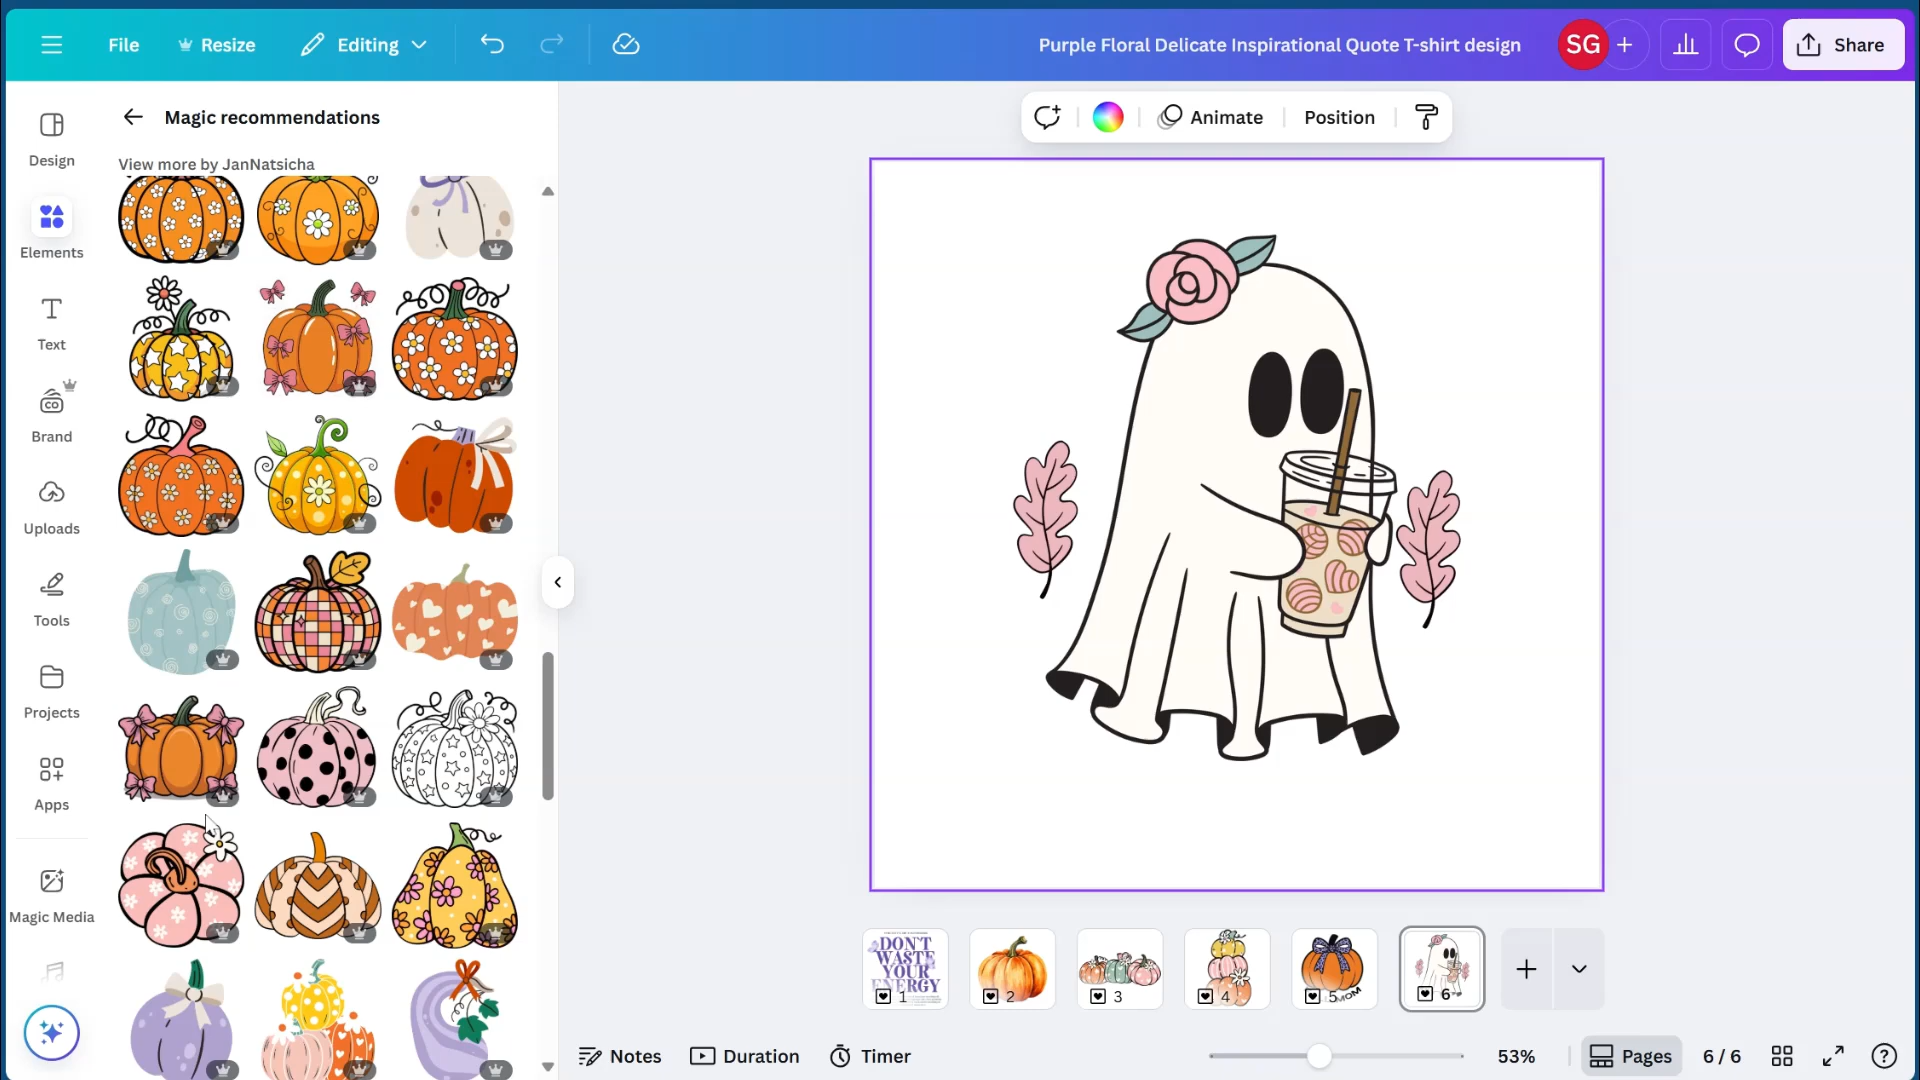 File
Resize
Editing
Purple Floral Delicate Inspirational Quote T-shirt design
SG
Share
Design
Elements
Text
Brand
Uploads
Tools
Projects
Apps
Magic Media
Magic recommendations
View more by JanNatsicha
Animate
Position
DON'T
WASTE
YOUR
ENERGY
1
2
3
4
5
MOM
6
Notes
Duration
Timer
53%
Pages
6 / 6